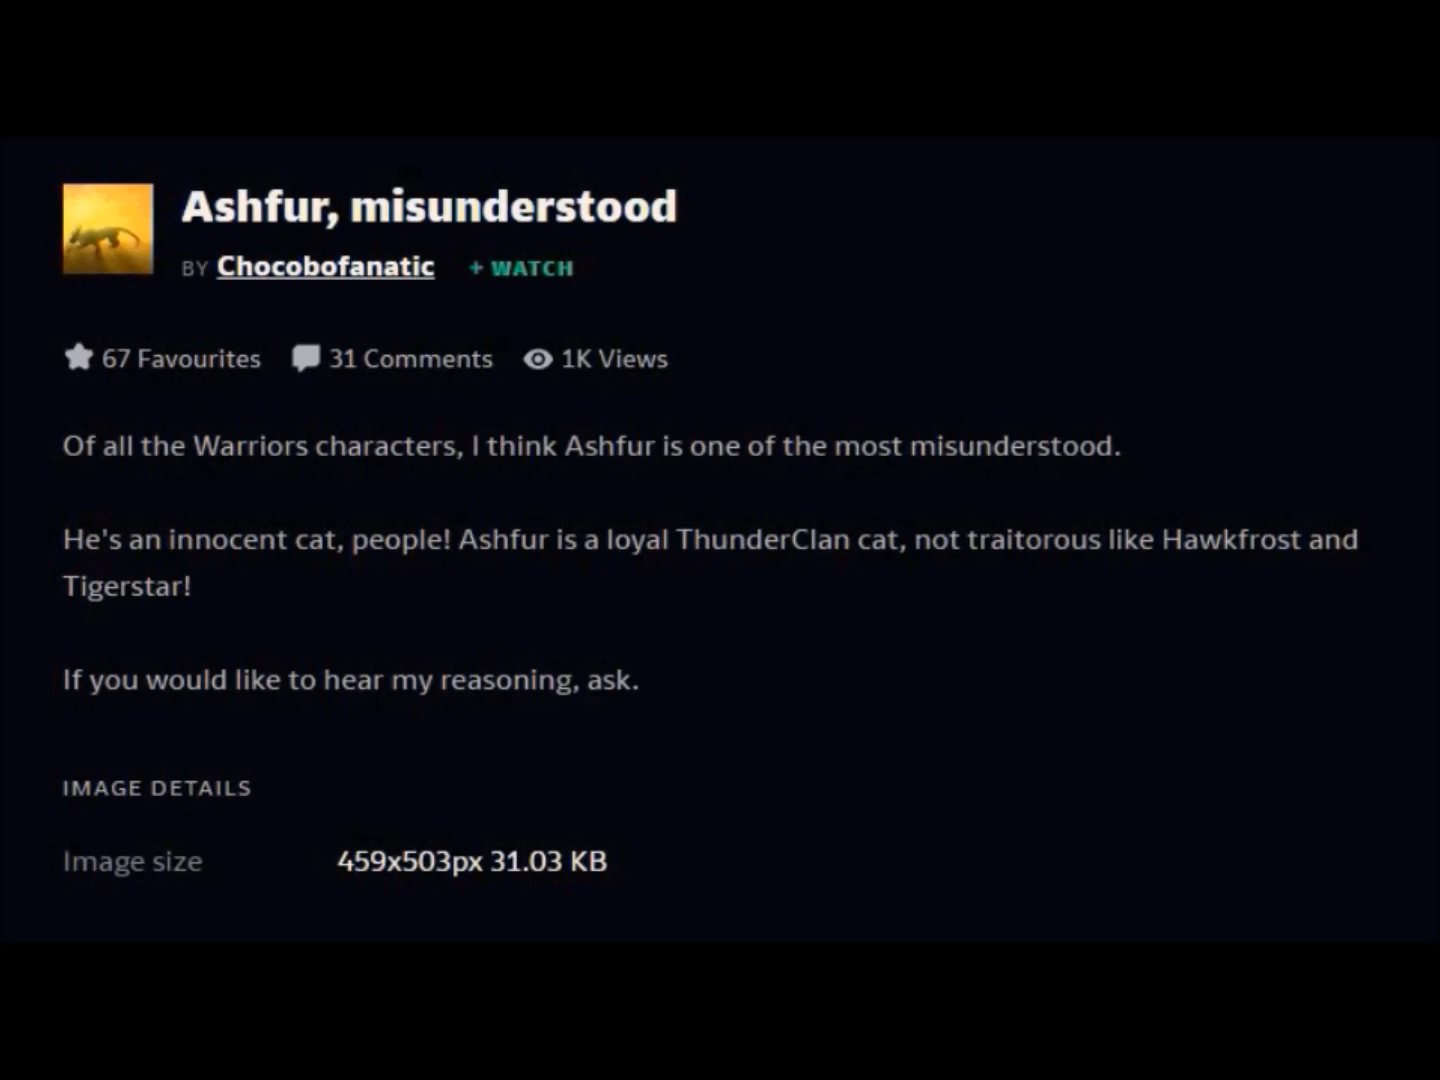 Ashfur, misunderstood
BY Chocobofanatic + WATCH
67 Favourites 31 Comments 1K Views
Of all the Warriors characters, I think Ashfur is one of the most misunderstood.
He's an innocent cat, people! Ashfur is a loyal ThunderClan cat, not traitorous like Hawkfrost and
Tigerstar!
If you would like to hear my reasoning, ask.
IMAGE DETAILS
Image size 459x503px 31.03 KB